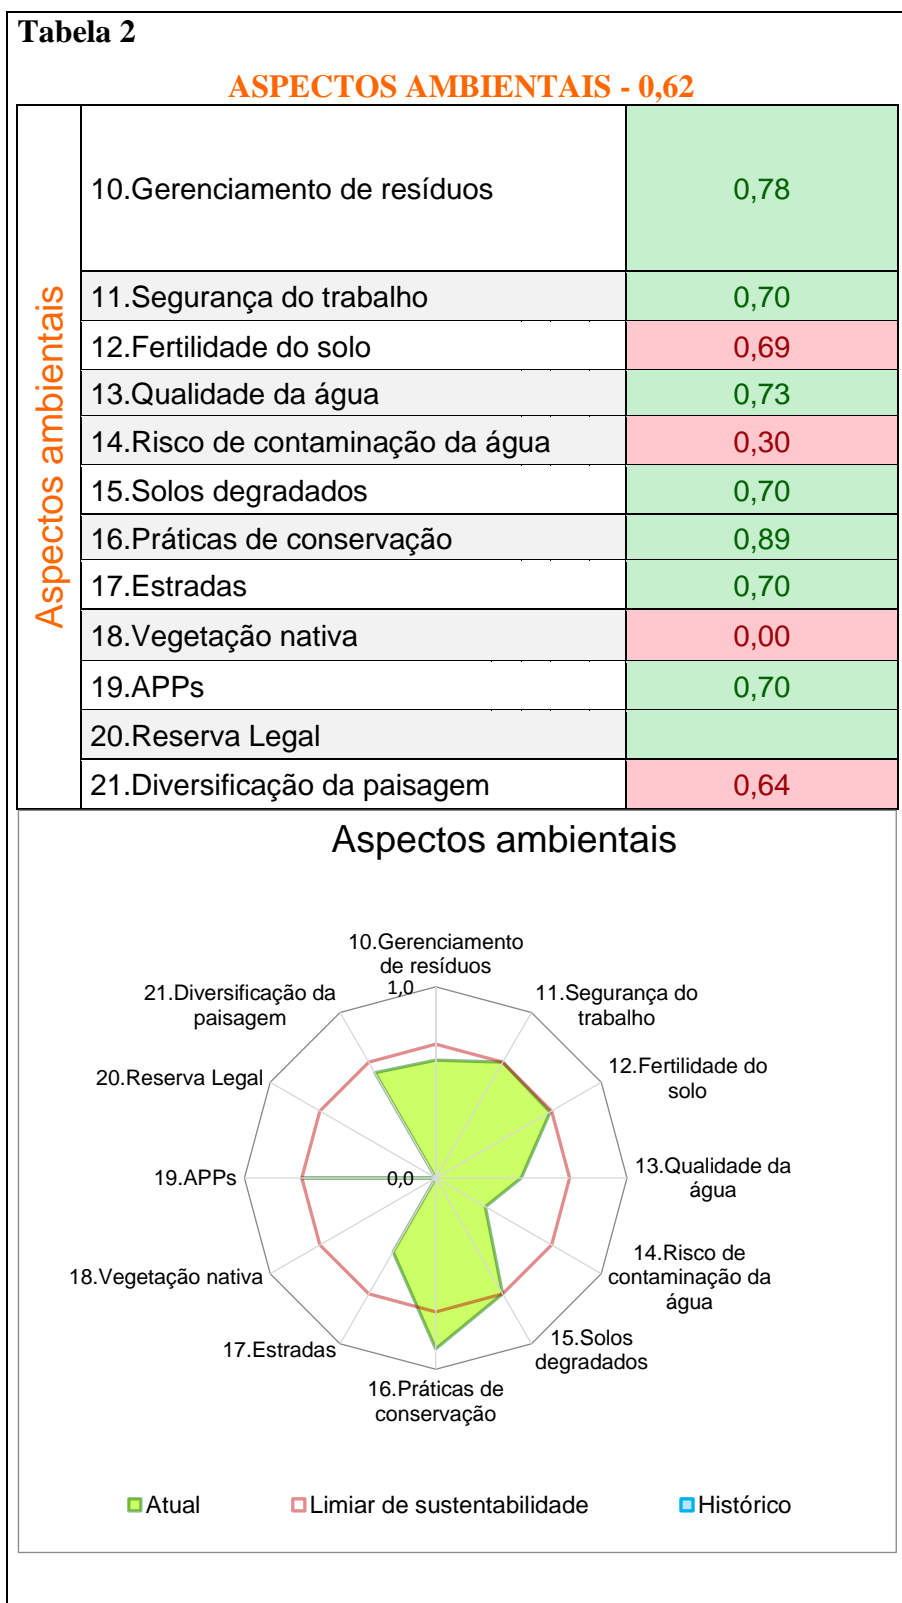 Tabela 2
ASPECTOS AMBIENTAIS - 0,62
Aspectos ambientais
10.Gerenciamento de resíduos 0,78
11.Segurança do trabalho 0,70
12.Fertilidade do solo 0,69
13.Qualidade da água 0,73
14.Risco de contaminação da água 0,30
15.Solos degradados 0,70
16.Práticas de conservação 0,89
17.Estradas 0,70
18.Vegetação nativa 0,00
19.APPs 0,70
20.Reserva Legal
21.Diversificação da paisagem 0,64
Aspectos ambientais
10.Gerenciamento
de resíduos
1,0
11.Segurança do
trabalho
12.Fertilidade do
solo
13.Qualidade da
água
14.Risco de
contaminação da
água
15.Solos
degradados
16.Práticas de
conservação
17.Estradas
18.Vegetação nativa
19.APPs
20.Reserva Legal
21.Diversificação da
paisagem
0,0
Atual
Limiar de sustentabilidade
Histórico